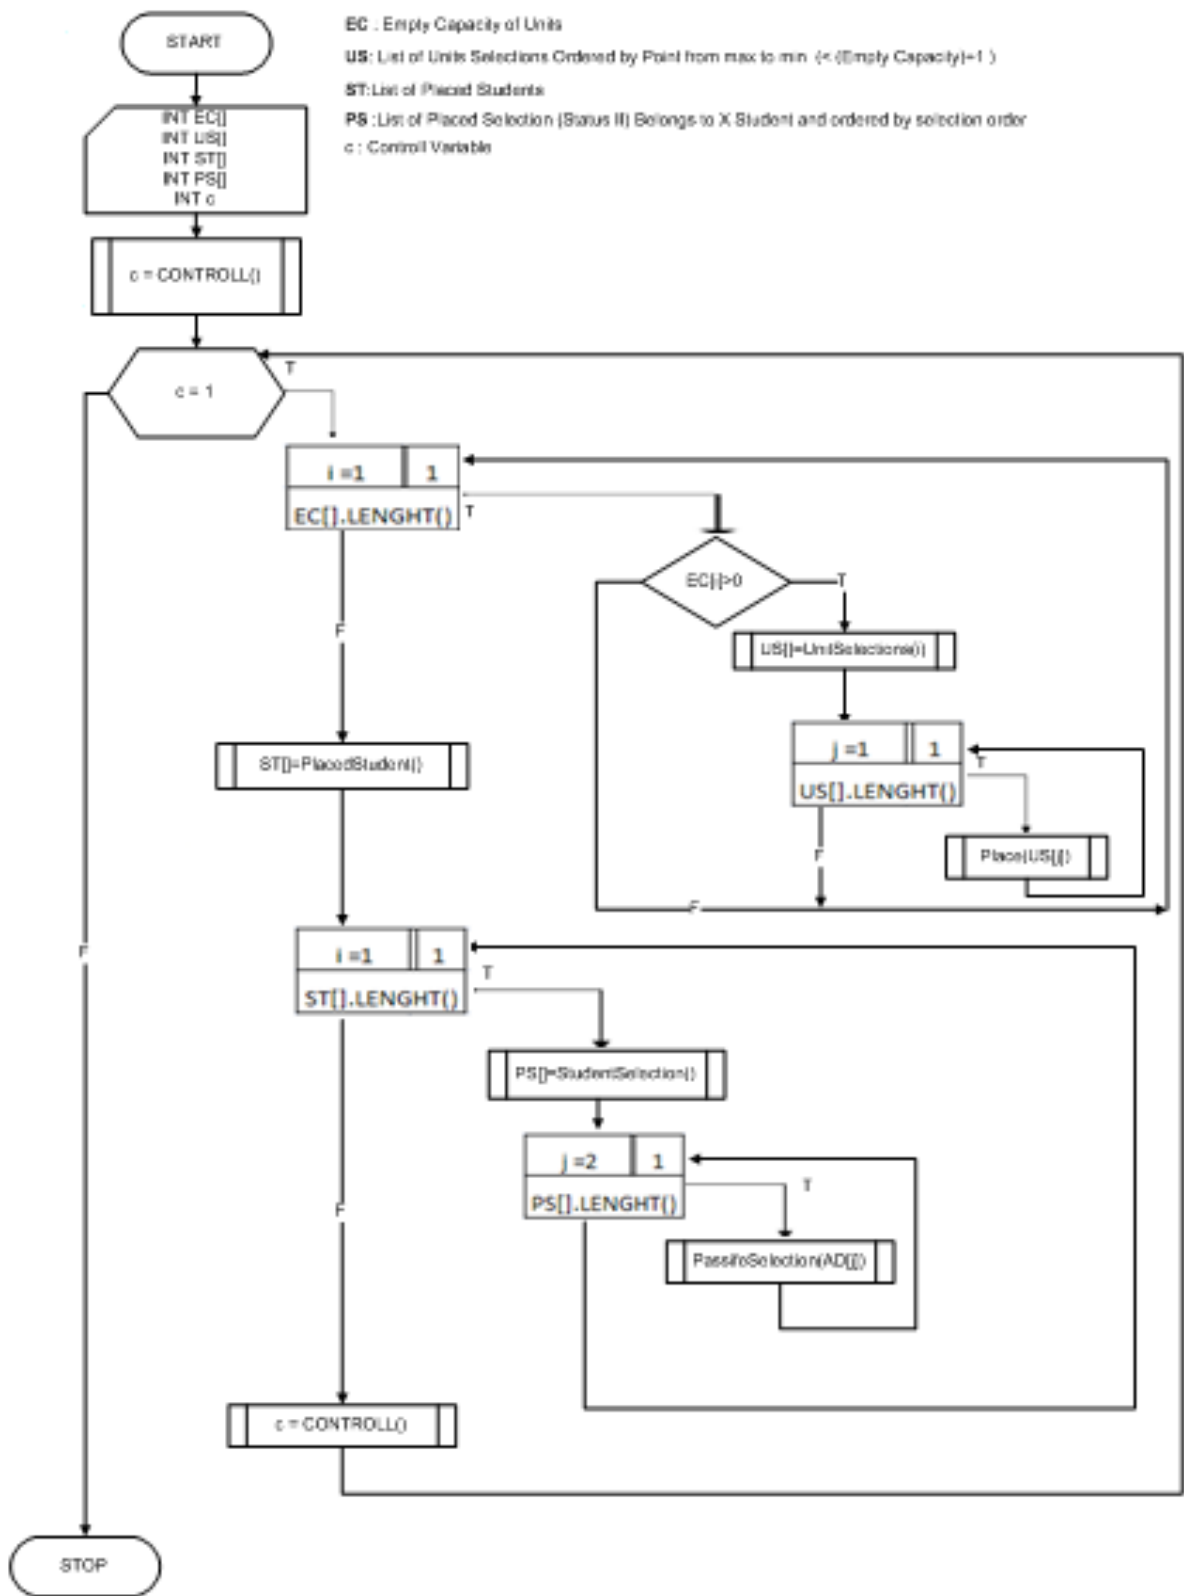 START
EC : Empty Capacity of Units
US: List of Units Selections Ordered by Point from max to min (< (Empty Capacity)+1 )
ST:List of Placed Students
PS :List of Placed Selection (Status II) Belongs to X Student and ordered by selection order
c : Controll Variable
INT EC[]
INT US[]
INT ST[]
INT PS[]
INT c
c = CONTROLL()
c = 1
T
i =1
1
EC[].LENGHT()
T
EC[i]>0
T
F
US[]=UnitSelections()
j =1
1
US[].LENGHT()
T
Place(US[j])
F
F
ST[]=PlacedStudent()
F
i =1
1
ST[].LENGHT()
T
PS[]=StudentSelection()
j =2
1
PS[].LENGHT()
T
PassifeSelection(AD[j])
F
c = CONTROLL()
STOP